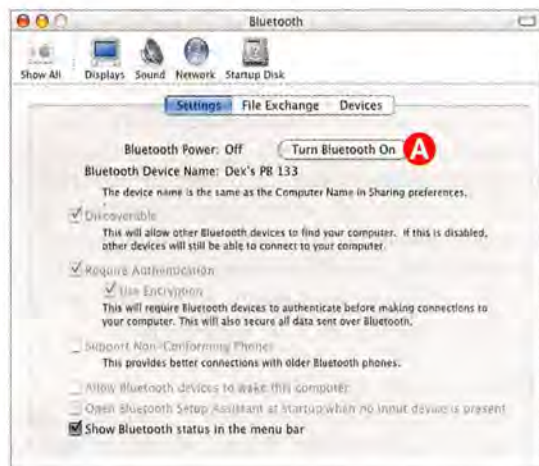 Bluetooth
Show All Displays Sound Network Startup Disk
Settings File Exchange Devices
Bluetooth Power: Off Turn Bluetooth On A
Bluetooth Device Name: Dex's PB 133
The device name is the same as the Computer Name in Sharing preferences.
Discoverable
This will allow other Bluetooth devices to find your computer. If this is disabled,
other devices will still be able to connect to your computer.
Require Authentication
Use Encryption
This will require Bluetooth devices to authenticate before making connections to
your computer. This will also secure all data sent over Bluetooth.
Support Non-Conforming Phones
This provides better connections with older Bluetooth phones.
Allow Bluetooth devices to wake this computer
Open Bluetooth Setup Assistant at startup when no input device is present
Show Bluetooth status in the menu bar